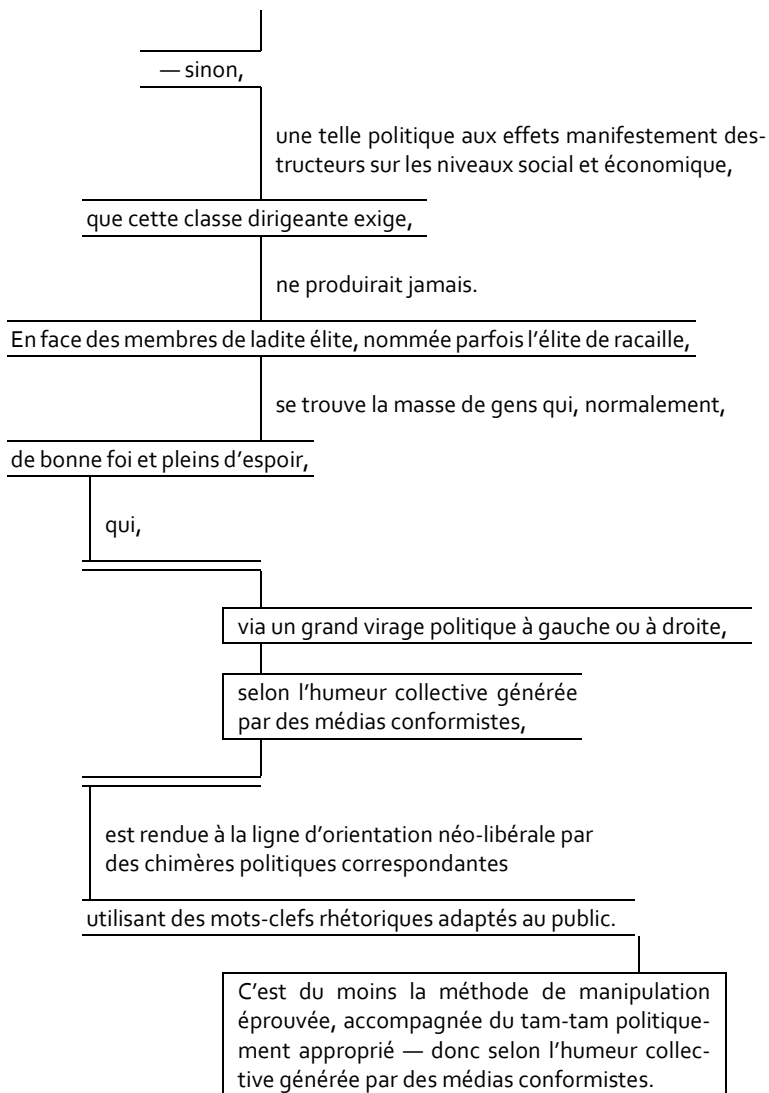 — sinon,
une telle politique aux effets manifestement des-
tructeurs sur les niveaux social et économique,
que cette classe dirigeante exige,
ne produirait jamais.
En face des membres de ladite élite, nommée parfois l'élite de racaille,
se trouve la masse de gens qui, normalement,
de bonne foi et pleins d'espoir,
qui,
via un grand virage politique à gauche ou à droite,
selon l'humeur collective générée
par des médias conformistes,
est rendue à la ligne d'orientation néo-libérale par
des chimères politiques correspondantes
utilisant des mots-clefs rhétoriques adaptés au public.
C'est du moins la méthode de manipulation
éprouvée, accompagnée du tam-tam politique-
ment approprié — donc selon l'humeur collec-
tive générée par des médias conformistes.